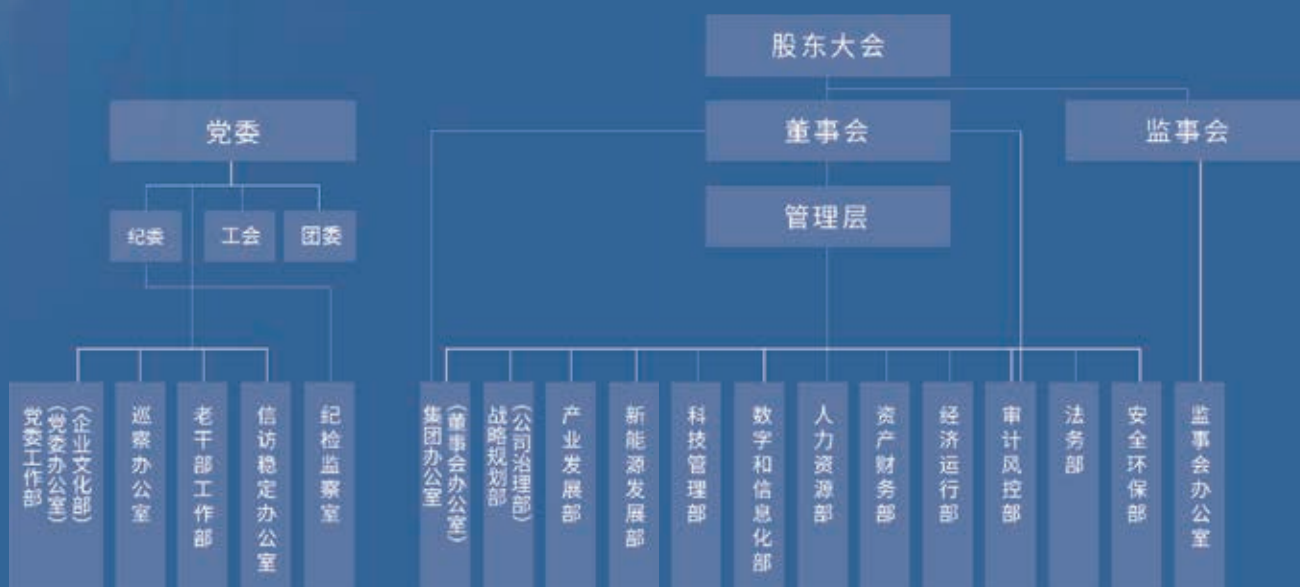 股东大会
党委
董事会
监事会
管理层
纪委
工会
团委
党委工作部
(党委办公室)
(企业文化部)
巡察办公室
老干部工作部
信访稳定办公室
纪检监察室
集团办公室
(董事会办公室)
战略规划部
(公司治理部)
产业发展部
新能源发展部
科技管理部
数字和信息化部
人力资源部
资产财务部
经济运行部
审计风控部
法务部
安全环保部
监事会办公室